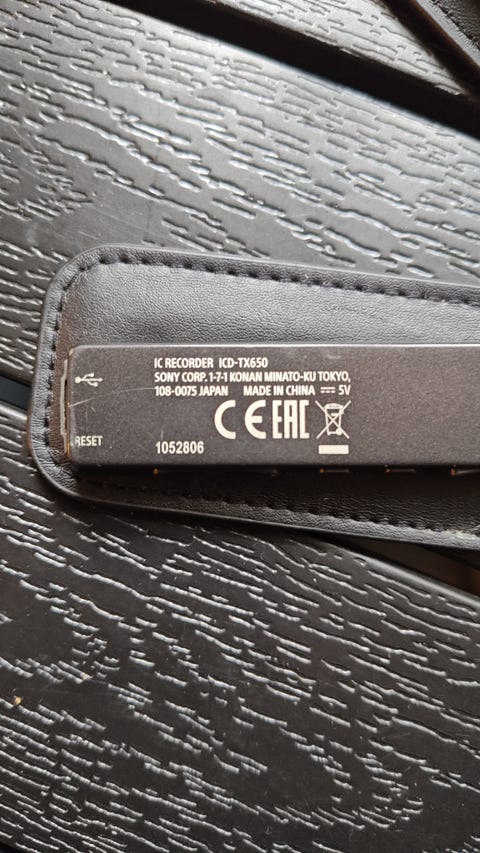 IC RECORDER ICD-TX650
SONY CORP. 1-7-1 KONAN MINATO-KU TOKYO,
108-0075 JAPAN MADE IN CHINA ⎓ 5V
CE EAC
RESET
1052806